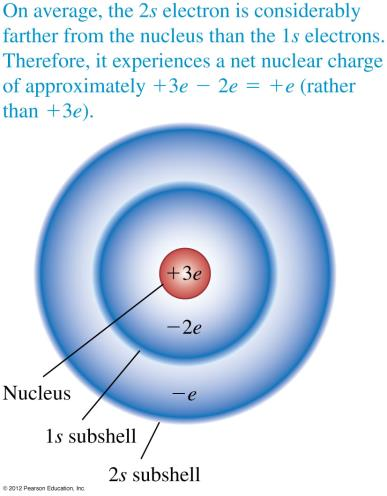 On average, the 2s electron is considerably
farther from the nucleus than the 1s electrons.
Therefore, it experiences a net nuclear charge
of approximately +3e − 2e = +e (rather
than +3e).
+3e
−2e
Nucleus
−e
1s subshell
2s subshell
© 2012 Pearson Education, Inc.